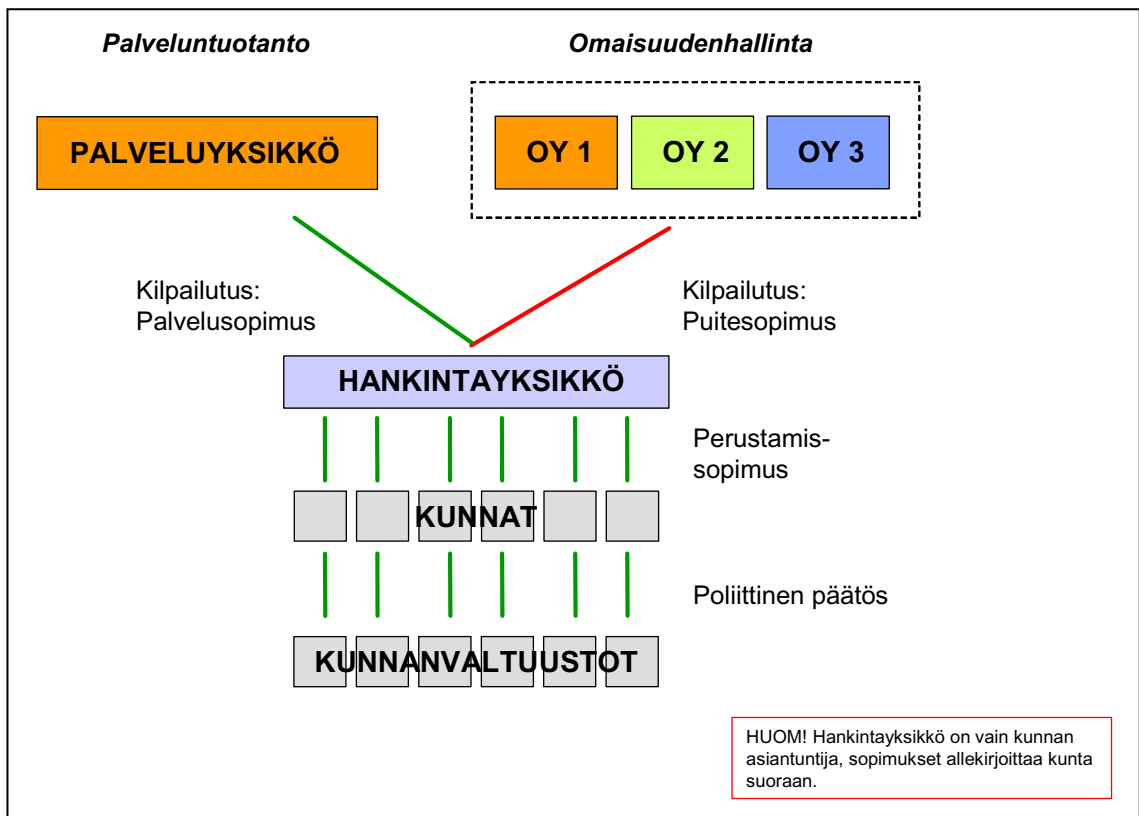 Palveluntuotanto
Omaisuudenhallinta
PALVELUYKSIKKÖ
OY 1
OY 2
OY 3
Kilpailutus:
Palvelusopimus
Kilpailutus:
Puitesopimus
HANKINTAYKSIKKÖ
Perustamis-
sopimus
KUNNAT
Poliittinen päätös
KUNNANVALTUUSTOT
HUOM! Hankintayksikkö on vain kunnan
asiantuntija, sopimukset allekirjoittaa kunta
suoraan.